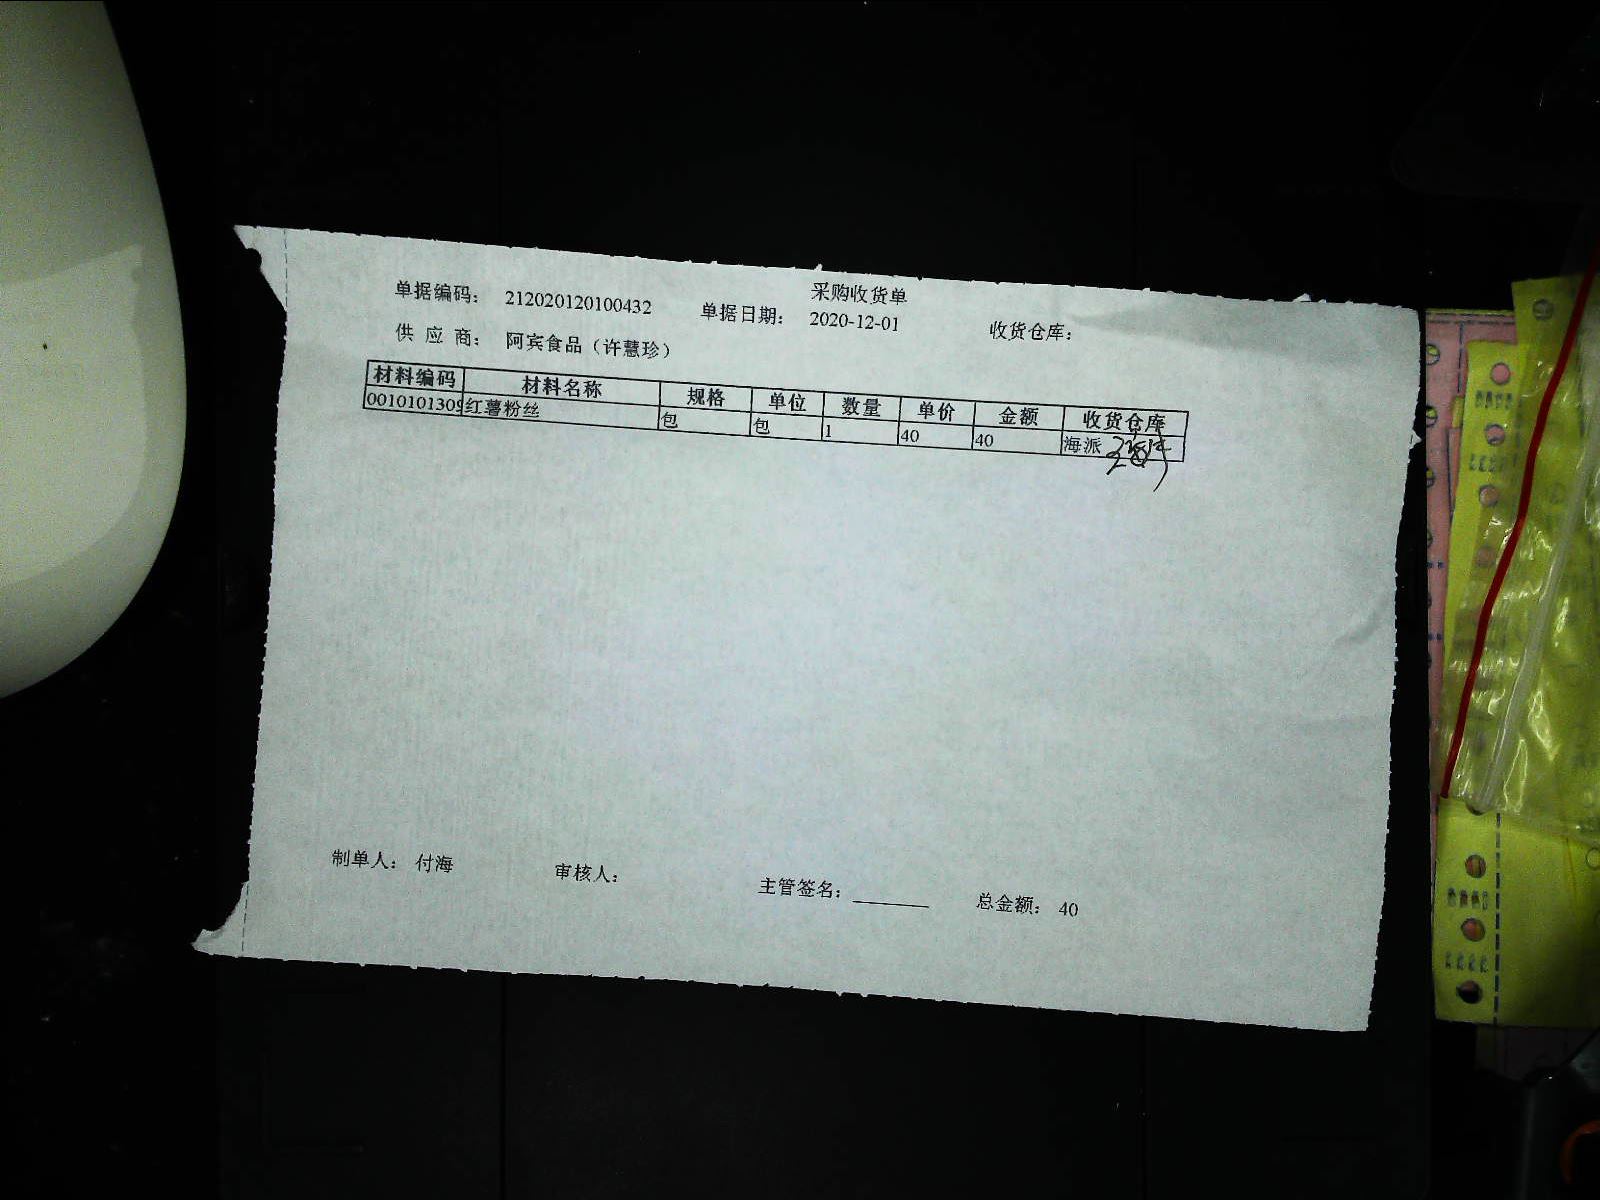 采购收货单
单据编码： 212020120100432 单据日期： 2020-12-01 收货仓库：
供 应 商： 阿宾食品（许慧珍）
材料编码 材料名称 规格 单位 数量 单价 金额 收货仓库
0010101309 红薯粉丝 包 包 1 40 40 海派
制单人： 付海 审核人： 主管签名：________ 总金额： 40